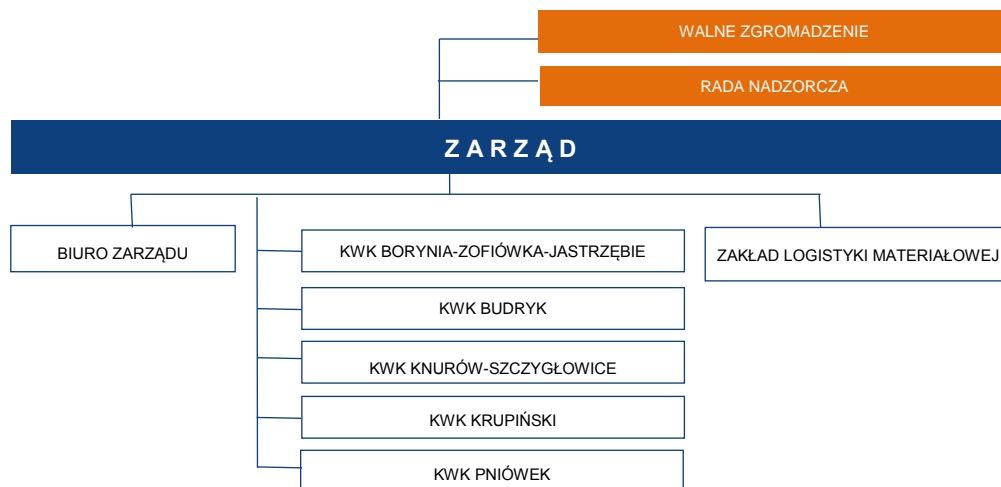 WALNE ZGROMADZENIE
RADA NADZORCZA
ZARZĄD
BIURO ZARZĄDU
KWK BORYNIA-ZOFIÓWKA-JASTRZĘBIE
ZAKŁAD LOGISTYKI MATERIAŁOWEJ
KWK BUDRYK
KWK KNURÓW-SZCZYGŁOWICE
KWK KRUPIŃSKI
KWK PNIÓWEK